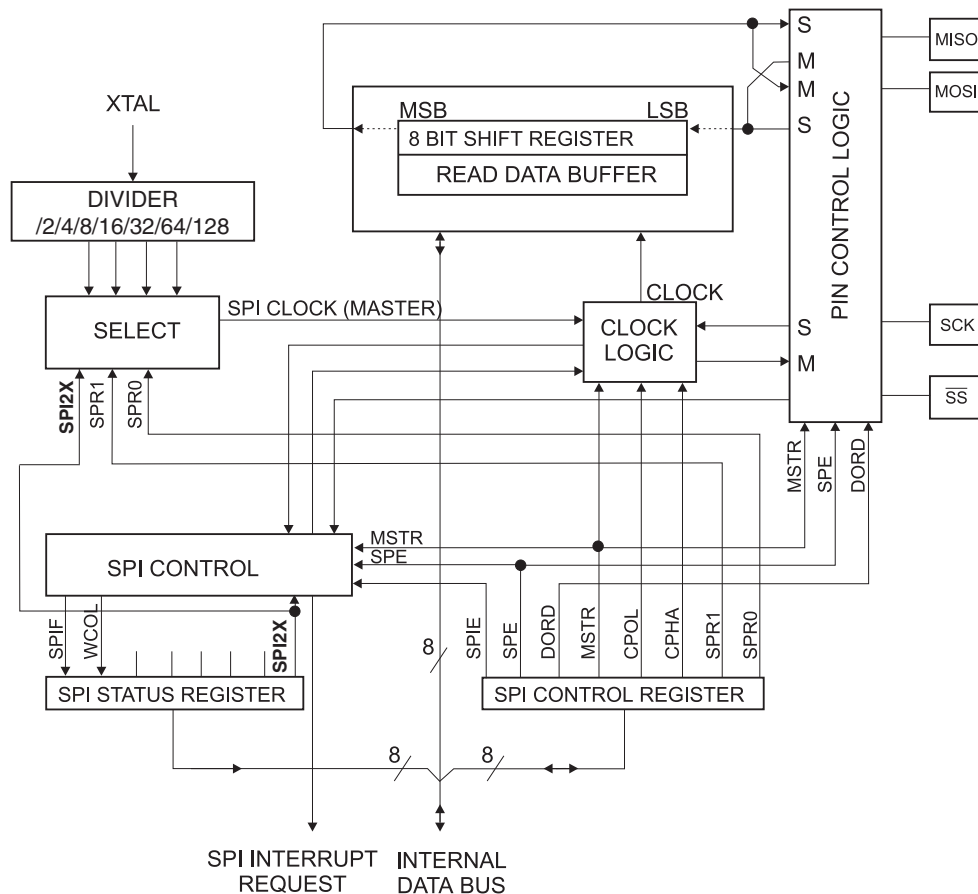 S
MISO
M
MOSI
M
S
MSB
LSB
8 BIT SHIFT REGISTER
READ DATA BUFFER
PIN CONTROL LOGIC
XTAL
DIVIDER
/2/4/8/16/32/64/128
SPI CLOCK (MASTER)
SELECT
CLOCK
CLOCK
LOGIC
S
M
SCK
SS
SPI2X
SPR1
SPR0
MSTR
SPE
DORD
MSTR
SPE
SPI CONTROL
SPIF
WCOL
SPI2X
8
SPIE
SPE
DORD
MSTR
CPOL
CPHA
SPR1
SPR0
SPI STATUS REGISTER
SPI CONTROL REGISTER
8
8
SPI INTERRUPT
REQUEST
INTERNAL
DATA BUS